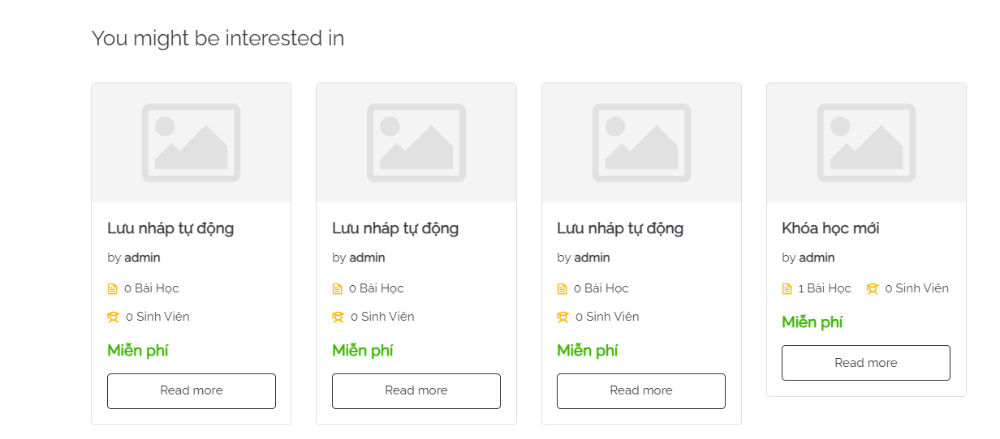 You might be interested in
Lưu nháp tự động
by admin
0 Bài Học
0 Sinh Viên
Miễn phí
Read more
Lưu nháp tự động
by admin
0 Bài Học
0 Sinh Viên
Miễn phí
Read more
Lưu nháp tự động
by admin
0 Bài Học
0 Sinh Viên
Miễn phí
Read more
Khóa học mới
by admin
1 Bài Học 0 Sinh Viên
Miễn phí
Read more